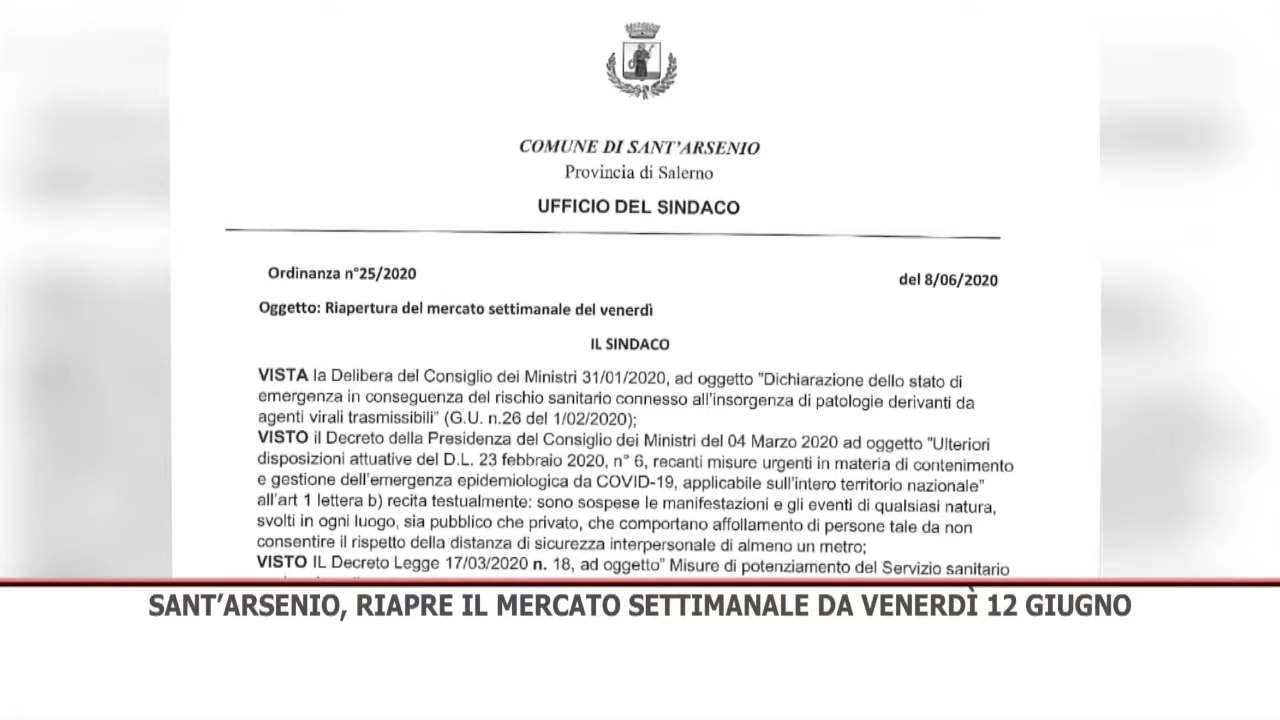 COMUNE DI SANT'ARSENIO
Provincia di Salerno
UFFICIO DEL SINDACO
Ordinanza n°25/2020
del 8/06/2020
Oggetto: Riapertura del mercato settimanale del venerdì
IL SINDACO
VISTA la Delibera del Consiglio dei Ministri 31/01/2020, ad oggetto "Dichiarazione dello stato di
emergenza in conseguenza del rischio sanitario connesso all'insorgenza di patologie derivanti da
agenti virali trasmissibili" (G.U. n.26 del 1/02/2020);
VISTO il Decreto della Presidenza del Consiglio dei Ministri del 04 Marzo 2020 ad oggetto "Ulteriori
disposizioni attuative del D.L. 23 febbraio 2020, n° 6, recanti misure urgenti in materia di contenimento
e gestione dell'emergenza epidemiologica da COVID-19, applicabile sull'intero territorio nazionale"
all'art 1 lettera b) recita testualmente: sono sospese le manifestazioni e gli eventi di qualsiasi natura,
svolti in ogni luogo, sia pubblico che privato, che comportano affollamento di persone tale da non
consentire il rispetto della distanza di sicurezza interpersonale di almeno un metro;
VISTO IL Decreto Legge 17/03/2020 n. 18, ad oggetto" Misure di potenziamento del Servizio sanitario
SANT'ARSENIO, RIAPRE IL MERCATO SETTIMANALE DA VENERDÌ 12 GIUGNO